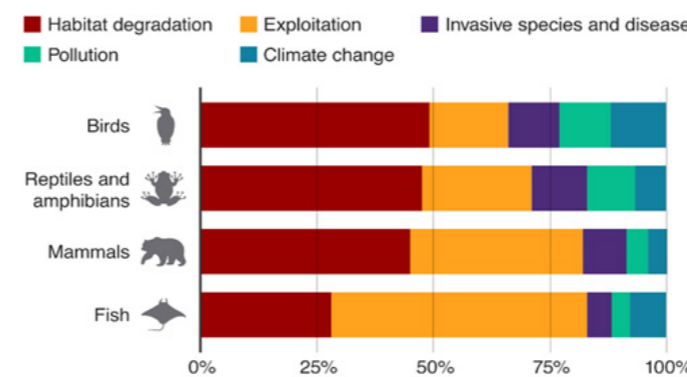 Habitat degradation Exploitation Invasive species and disease
Pollution Climate change
Birds
Reptiles and
amphibians
Mammals
Fish
0% 25% 50% 75% 100%